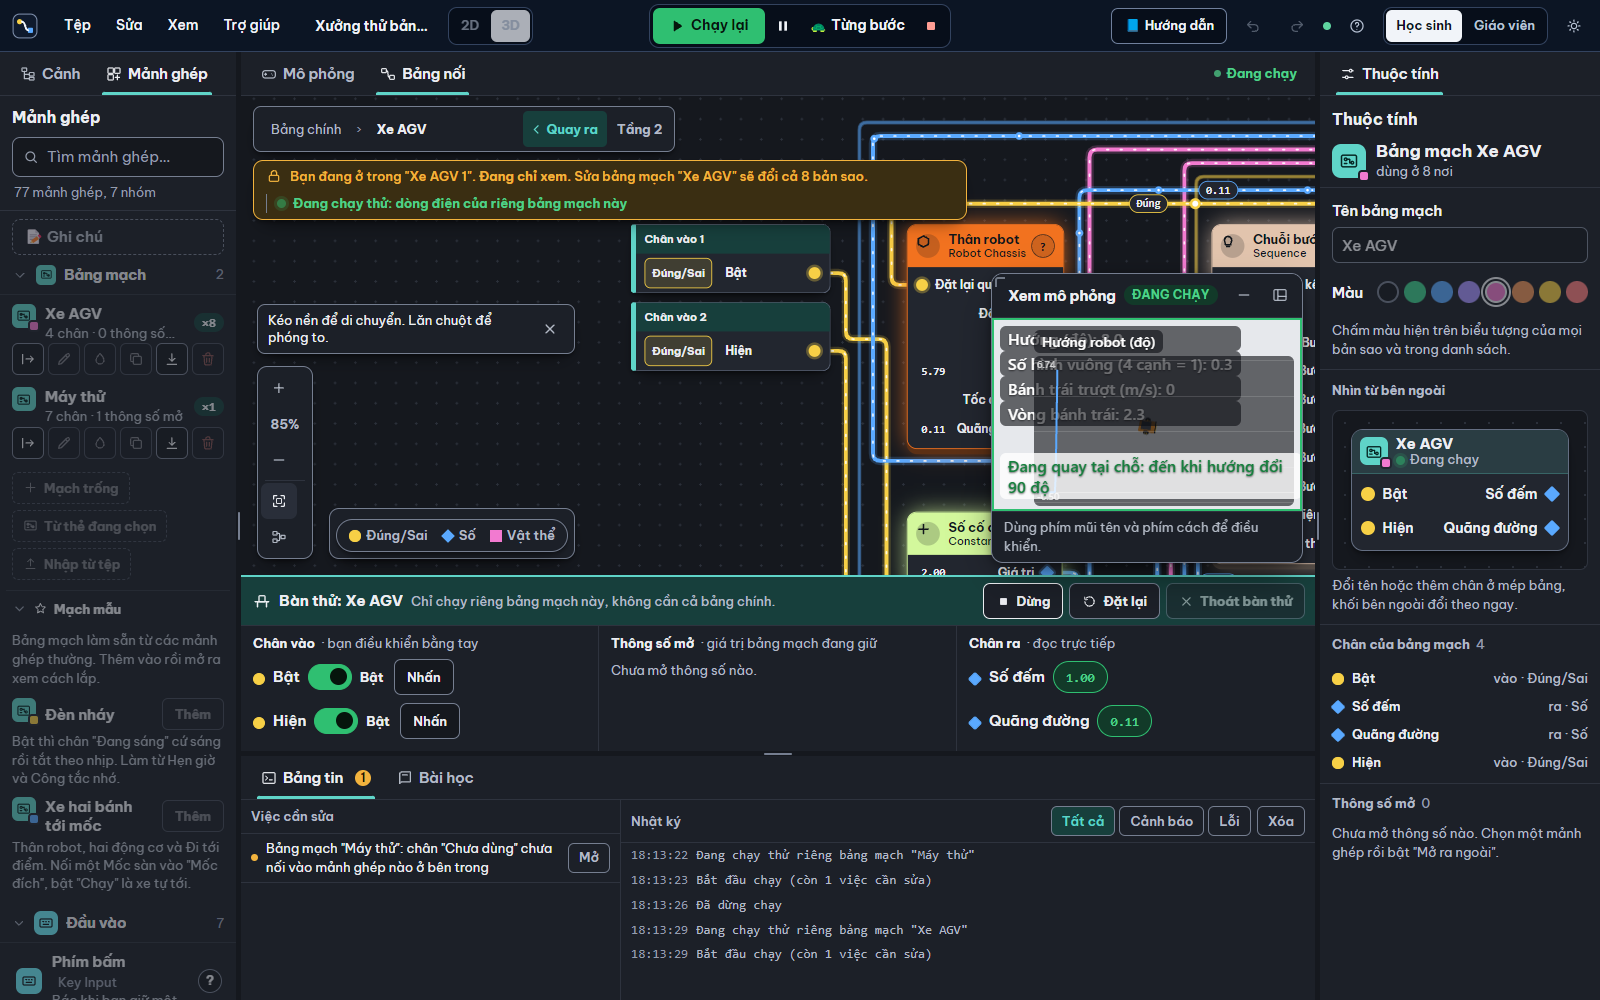 Tệp Sửa Xem Trợ giúp Xưởng thử bản... 2D 3D Chạy lại Từng bước Hướng dẫn Học sinh Giáo viên
Cảnh Mảnh ghép
Mảnh ghép
Tìm mảnh ghép...
77 mảnh ghép, 7 nhóm
Ghi chú
Bảng mạch 2
Xe AGV
4 chân · 0 thông số...
x8
Máy thử
7 chân · 1 thông số mở
x1
Mạch trống
Từ thẻ đang chọn
Nhập từ tệp
Mạch mẫu
Bảng mạch làm sẵn từ các mảnh
ghép thường. Thêm vào rồi mở ra
xem cách lắp.
Đèn nháy Thêm
Bật thì chân "Đang sáng" cứ sáng
rồi tắt theo nhịp. Làm từ Hẹn giờ
và Công tắc nhớ.
Xe hai bánh
tới mốc
Thêm
Thân robot, hai động cơ và Đi tới
điểm. Nối một Mốc sàn vào "Mốc
đích", bật "Chạy" là xe tự tới.
Đầu vào 7
Phím bấm
Key Input
?
Mô phỏng Bảng nối Đang chạy
Bảng chính › Xe AGV Quay ra Tầng 2
Bạn đang ở trong "Xe AGV 1". Đang chỉ xem. Sửa bảng mạch "Xe AGV" sẽ đổi cả 8 bản sao.
Đang chạy thử: dòng điện của riêng bảng mạch này
Chân vào 1
Đúng/Sai Bật
Chân vào 2
Đúng/Sai Hiện
Kéo nền để di chuyển. Lăn chuột để
phóng to.
85%
Đúng/Sai Số Vật thể
Đúng
0.11
Thân robot
Robot Chassis
?
Đặt lại qu
5.79
Tốc
0.11 Quãng
Chuỗi bướ
Sequence
Số cố
Constan
2.00 Giá trị
Xem mô phỏng ĐANG CHẠY
Hướng robot (độ)
Số h vuông (4 cạnh = 1): 0.3
Bánh trái trượt (m/s): 0
Vòng bánh trái: 2.3
Đang quay tại chỗ: đến khi hướng đổi
90 độ
Dùng phím mũi tên và phím cách để điều
khiển.
Bàn thử: Xe AGV Chỉ chạy riêng bảng mạch này, không cần cả bảng chính. Dừng Đặt lại Thoát bàn thử
Chân vào · bạn điều khiển bằng tay
Bật Bật Nhấn
Hiện Bật Nhấn
Thông số mở · giá trị bảng mạch đang giữ
Chưa mở thông số nào.
Chân ra · đọc trực tiếp
Số đếm 1.00
Quãng đường 0.11
Bảng tin 1 Bài học
Việc cần sửa
Bảng mạch "Máy thử": chân "Chưa dùng" chưa
nối vào mảnh ghép nào ở bên trong
Mở
Nhật ký Tất cả Cảnh báo Lỗi Xóa
18:13:22 Đang chạy thử riêng bảng mạch "Máy thử"
18:13:23 Bắt đầu chạy (còn 1 việc cần sửa)
18:13:26 Đã dừng chạy
18:13:29 Đang chạy thử riêng bảng mạch "Xe AGV"
18:13:29 Bắt đầu chạy (còn 1 việc cần sửa)
Thuộc tính
Thuộc tính
Bảng mạch Xe AGV
dùng ở 8 nơi
Tên bảng mạch
Xe AGV
Màu
Chấm màu hiện trên biểu tượng của mọi
bản sao và trong danh sách.
Nhìn từ bên ngoài
Xe AGV
Đang chạy
Bật Số đếm
Hiện Quãng đường
Đổi tên hoặc thêm chân ở mép bảng,
khối bên ngoài đổi theo ngay.
Chân của bảng mạch 4
Bật vào · Đúng/Sai
Số đếm ra · Số
Quãng đường ra · Số
Hiện vào · Đúng/Sai
Thông số mở 0
Chưa mở thông số nào. Chọn một mảnh
ghép rồi bật "Mở ra ngoài".